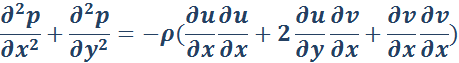 ∂²p/∂x² + ∂²p/∂y² = −ρ(∂u/∂x ∂u/∂x + 2 ∂u/∂y ∂v/∂x + ∂v/∂x ∂v/∂x)